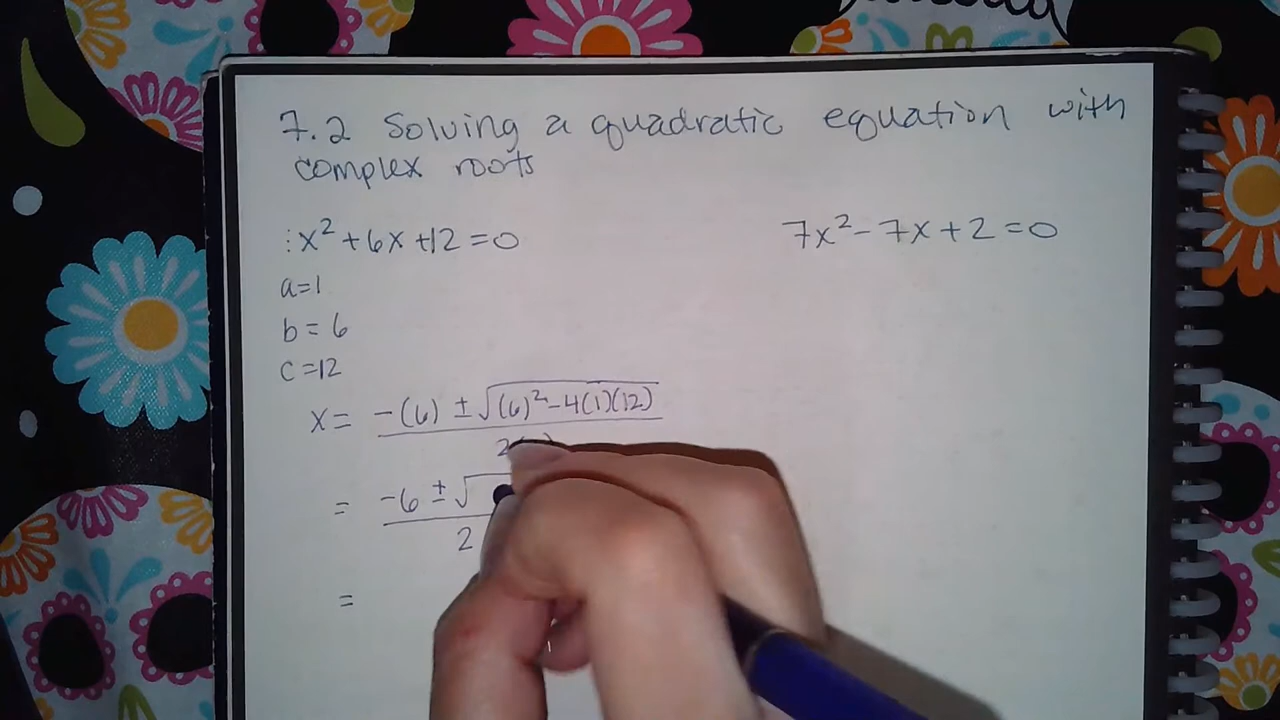 7.2 Solving a quadratic equation with
complex roots
:x² + 6x + 12 = 0
a=1
b = 6
c=12
x = -(6) ± √(6)²-4(1)(12)
2
= -6 ± √
2
=
7x² - 7x + 2 = 0